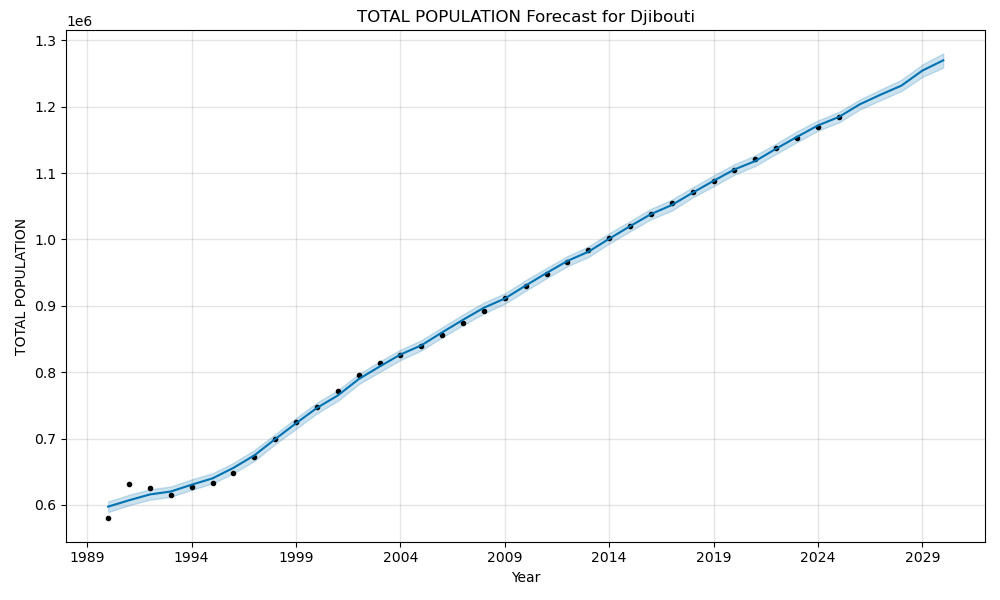 TOTAL POPULATION Forecast for Djibouti
1e6
1.3
1.2
1.1
1.0
0.9
0.8
0.7
0.6
TOTAL POPULATION
1989 1994 1999 2004 2009 2014 2019 2024 2029
Year